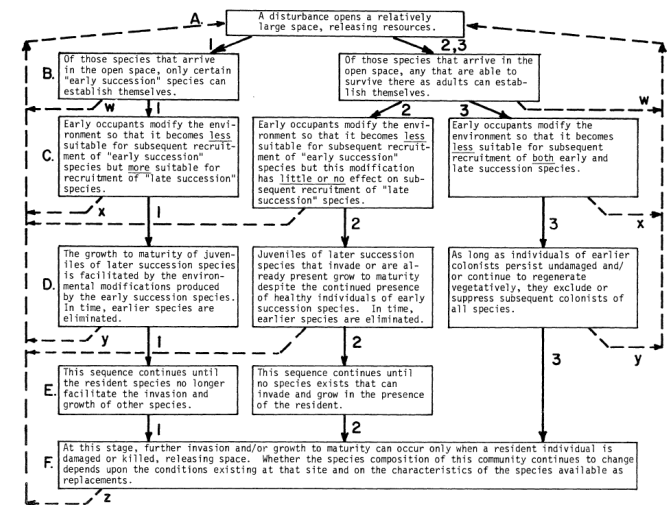 A.
A disturbance opens a relatively
large space, releasing resources.
1
2,3
B.
Of those species that arrive
in the open space, only certain
"early succession" species can
establish themselves.
Of those species that arrive in the
open space, any that are able to
survive there as adults can estab-
lish themselves.
w
1
2
3
w
C.
Early occupants modify the envi-
ronment so that it becomes less
suitable for subsequent recruit-
ment of "early succession"
species but more suitable for
recruitment of "late succession"
species.
Early occupants modify the envi-
ronment so that it becomes less
suitable for subsequent recruit-
ment of "early succession"
species but this modification
has little or no effect on sub-
sequent recruitment of "late
succession" species.
Early occupants modify the
environment so that it becomes
less suitable for subsequent
recruitment of both early and
late succession species.
x
1
2
3
x
D.
The growth to maturity of juven-
iles of later succession species
is facilitated by the environ-
mental modifications produced
by the early succession species.
In time, earlier species are
eliminated.
Juveniles of later succession
species that invade or are al-
ready present grow to maturity
despite the continued presence
of healthy individuals of early
succession species. In time,
earlier species are eliminated.
As long as individuals of earlier
colonists persist undamaged and/
or continue to regenerate
vegetatively, they exclude or
suppress subsequent colonists of
all species.
y
1
2
3
y
E.
This sequence continues until
the resident species no longer
facilitate the invasion and
growth of other species.
This sequence continues until
no species exists that can
invade and grow in the presence
of the resident.
1
2
F.
At this stage, further invasion and/or growth to maturity can occur only when a resident individual is
damaged or killed, releasing space. Whether the species composition of this community continues to change
depends upon the conditions existing at that site and on the characteristics of the species available as
replacements.
z